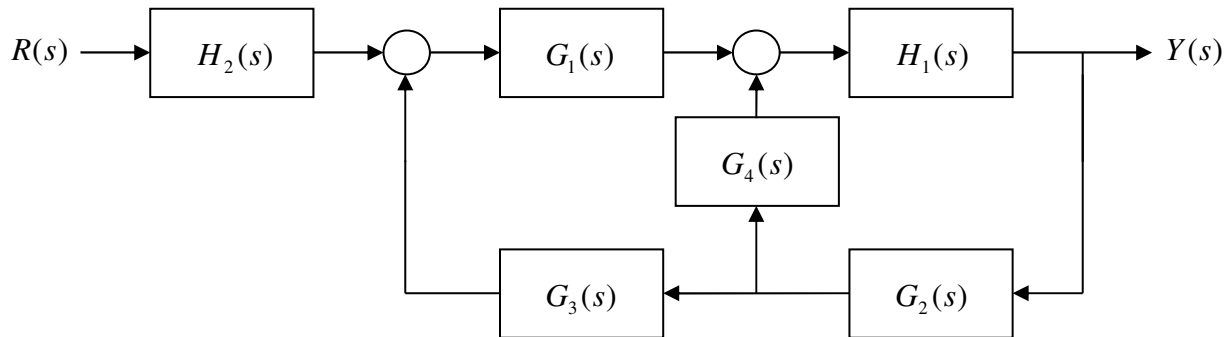 R(s) H₂(s) G₁(s) H₁(s) Y(s)
G₄(s)
G₃(s) G₂(s)